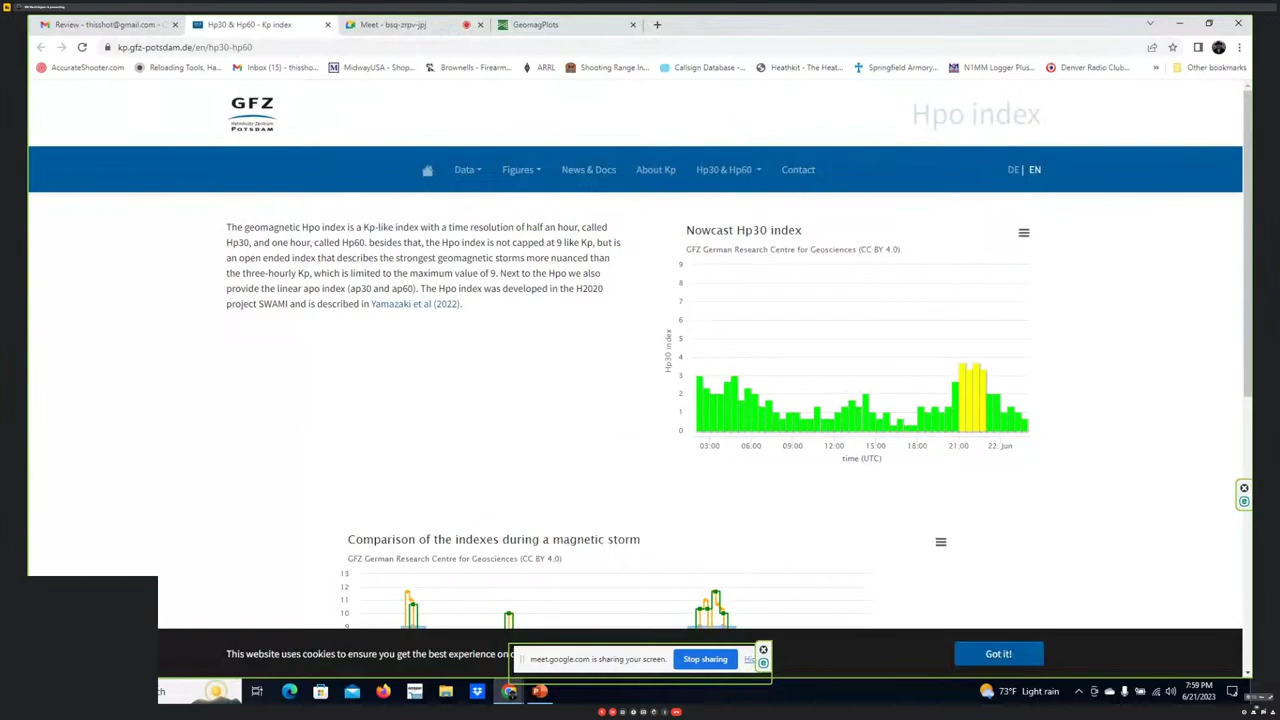 Review - thisshot@gmail.com -
Hp30 & Hp60 - Kp index
Meet - bsq-zrpv-jpj
GeomagPlots
kp.gfz-potsdam.de/en/hp30-hp60
AccurateShooter.com
Reloading Tools, Ha...
Inbox (15) - thissho...
MidwayUSA - Shop...
Brownells - Firearm...
ARRL
Shooting Range In...
Callsign Database -...
Heathkit - The Heat...
Springfield Armory...
N1MM Logger Plus...
Denver Radio Club...
»
Other bookmarks
GFZ
Helmholtz-Zentrum
POTSDAM
Hpo index
Data
Figures
News & Docs
About Kp
Hp30 & Hp60
Contact
DE | EN
The geomagnetic Hpo index is a Kp-like index with a time resolution of half an hour, called
Hp30, and one hour, called Hp60. besides that, the Hpo index is not capped at 9 like Kp, but is
an open ended index that describes the strongest geomagnetic storms more nuanced than
the three-hourly Kp, which is limited to the maximum value of 9. Next to the Hpo we also
provide the linear apo index (ap30 and ap60). The Hpo index was developed in the H2020
project SWAMI and is described in Yamazaki et al (2022).
Nowcast Hp30 index
GFZ German Research Centre for Geosciences (CC BY 4.0)
9
8
7
6
5
4
3
2
1
0
Hp30 index
03:00 06:00 09:00 12:00 15:00 18:00 21:00 22. Jun
time (UTC)
Comparison of the indexes during a magnetic storm
GFZ German Research Centre for Geosciences (CC BY 4.0)
13
12
11
10
9
This website uses cookies to ensure you get the best experience on
meet.google.com is sharing your screen.
Stop sharing
Got it!
ch
73°F Light rain
7:59 PM
6/21/2023